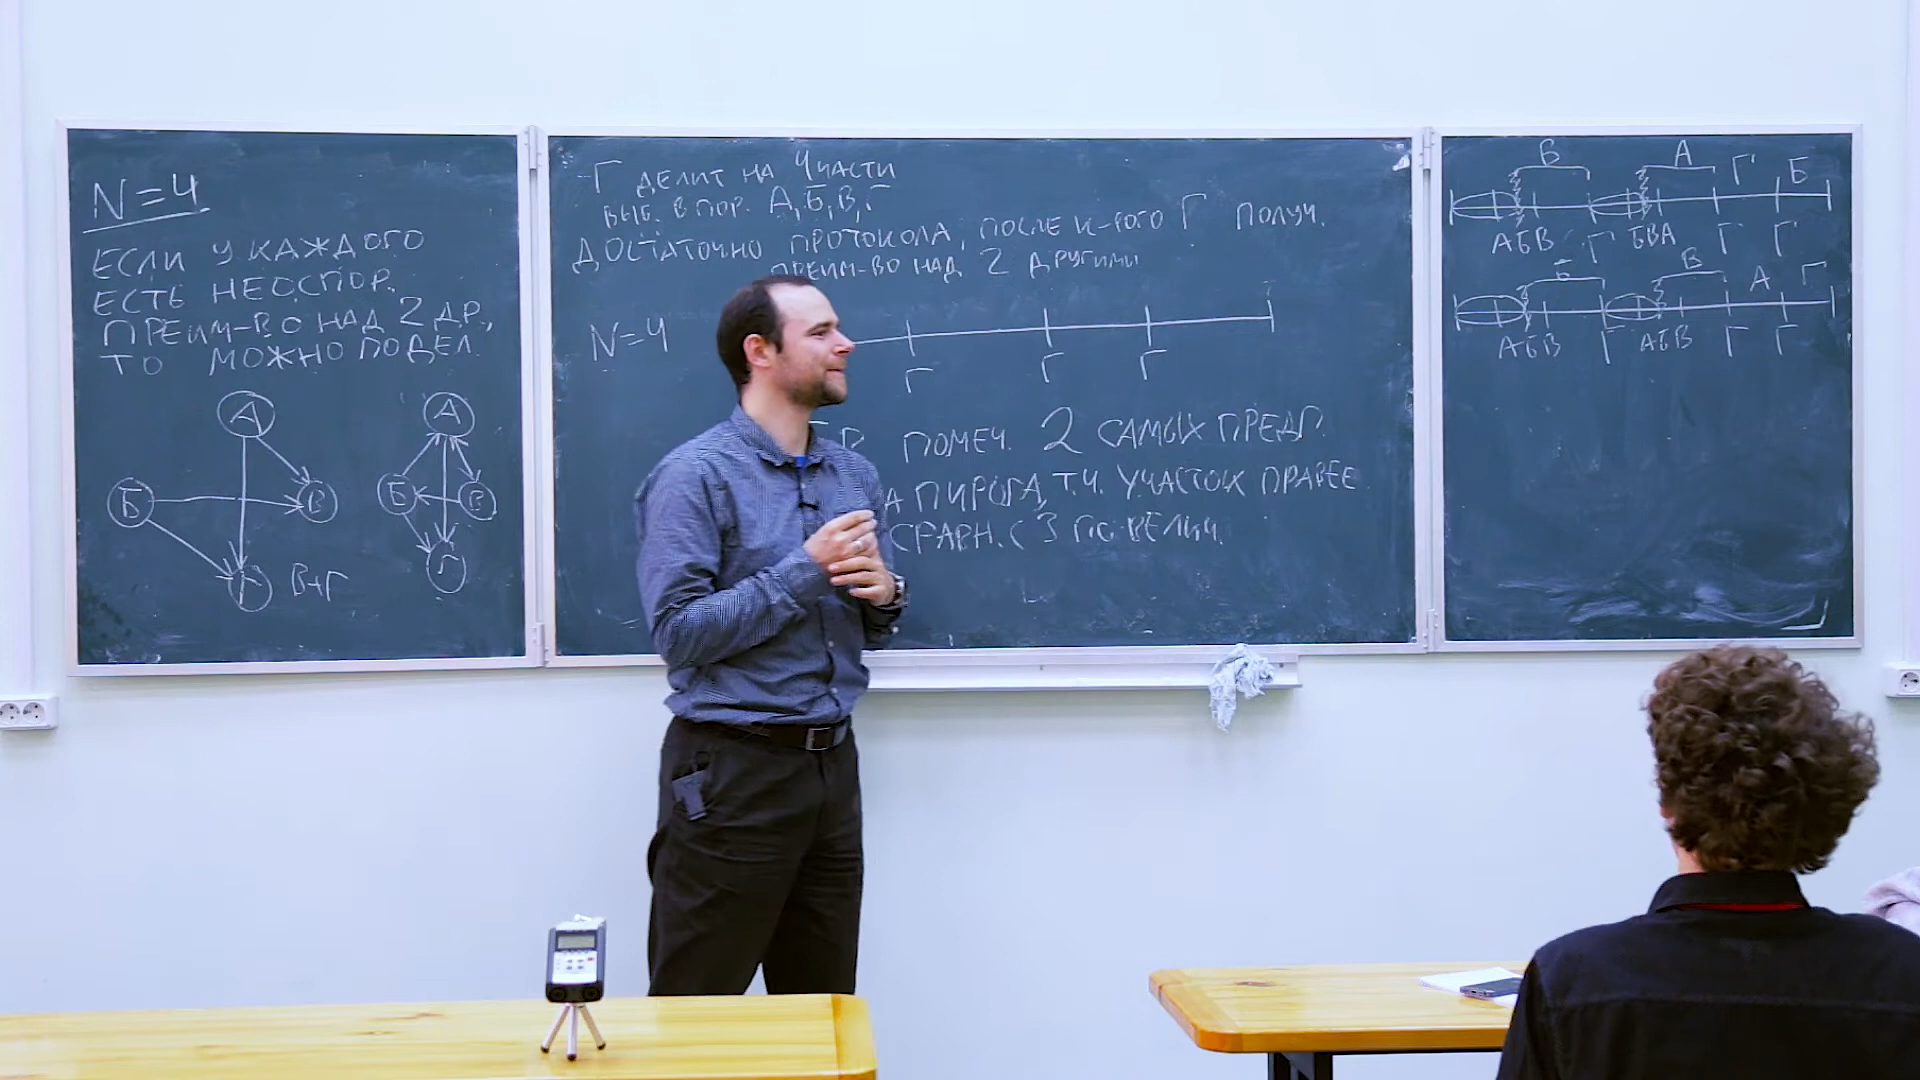 N=4
ЕСЛИ У КАЖДОГО
ЕСТЬ НЕОСПОР.
ПРЕИМ-ВО НАД 2 ДР.,
ТО МОЖНО ПОДЕЛ.
А
Б В
Г В+Г
А
Б В
Г
Г ДЕЛИТ НА 4 ЧАСТИ
ВЫБ. В ПОР. А, Б, В, Г
ДОСТАТОЧНО ПРОТОКОЛА, ПОСЛЕ К-РОГО Г ПОЛУЧ.
ПРЕИМ-ВО НАД 2 ДРУГИМИ
N=4
Г Г Г
ПОМЕЧ. 2 САМЫХ ПРЕДП.
А ПИРОГА, Т.Ч. УЧАСТОК ПРАВЕЕ
СРАВН. С 3 ПО ВЕЛИЧ.
В А Г' Б
АБВ Г БВА Г Г
Б В А Г
АБВ Г АБВ Г Г